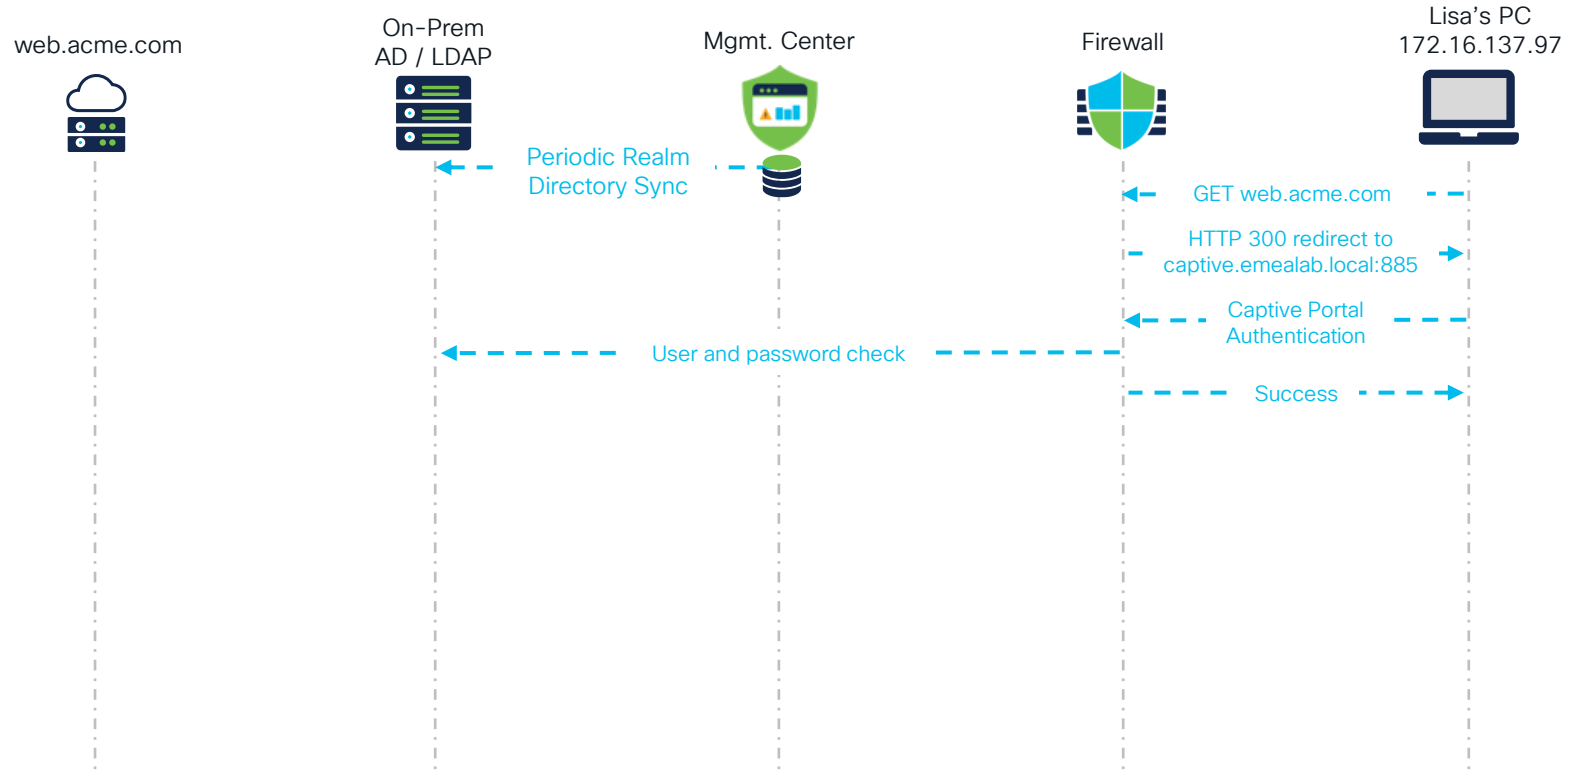 web.acme.com
On-Prem
AD / LDAP
Mgmt. Center
Firewall
Lisa's PC
172.16.137.97
Periodic Realm
Directory Sync
GET web.acme.com
HTTP 300 redirect to
captive.emealab.local:885
Captive Portal
Authentication
User and password check
Success